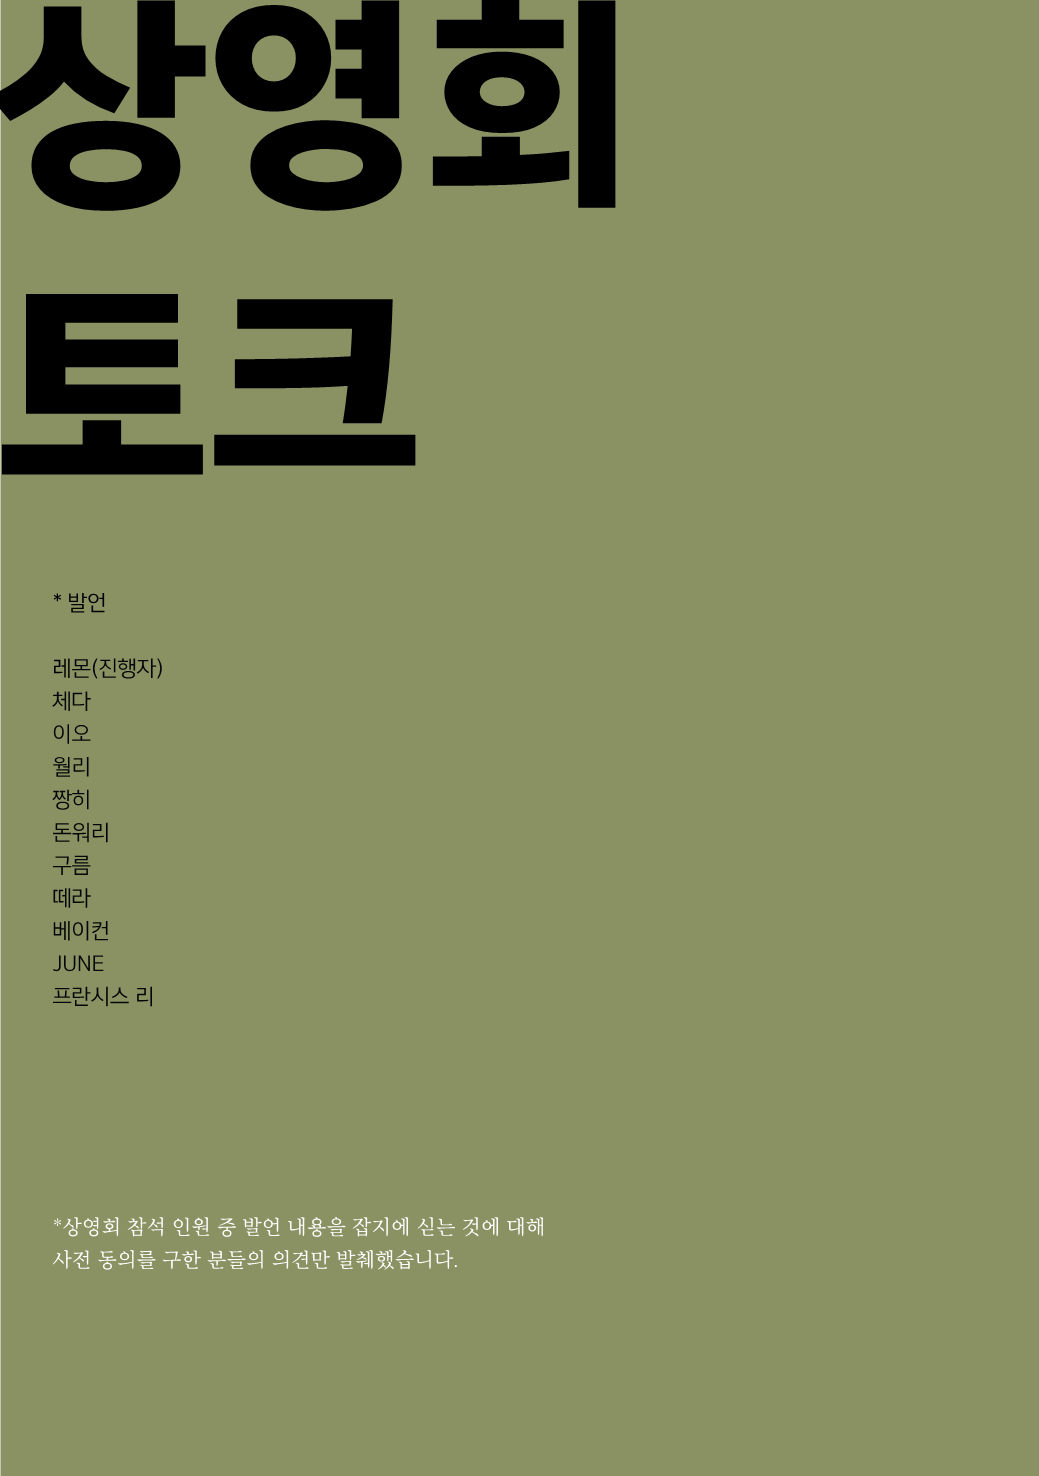 상영회
토크
* 발언
레몬(진행자)
체다
이오
월리
짱히
돈워리
구름
떼라
베이컨
JUNE
프란시스 리
*상영회 참석 인원 중 발언 내용을 잡지에 싣는 것에 대해
사전 동의를 구한 분들의 의견만 발췌했습니다.